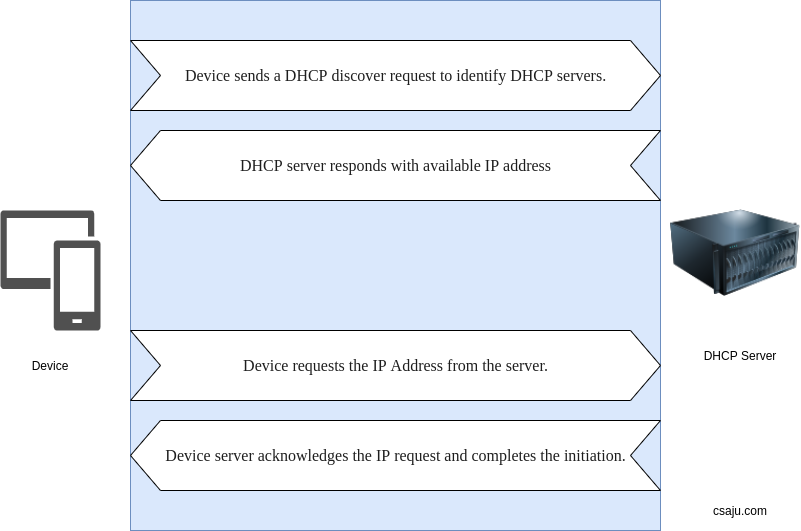 Device sends a DHCP discover request to identify DHCP servers.
DHCP server responds with available IP address
Device requests the IP Address from the server.
Device server acknowledges the IP request and completes the initiation.
Device
DHCP Server
csaju.com